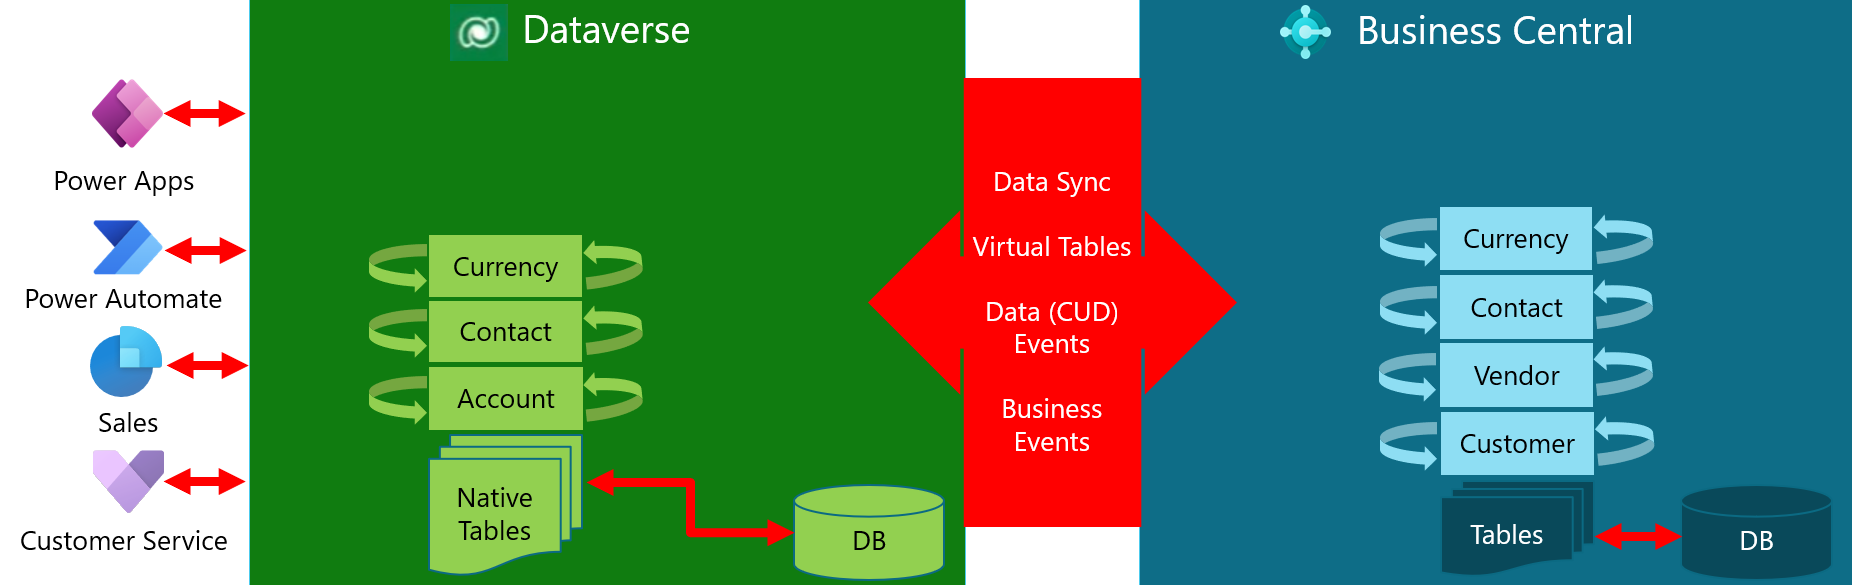 Dataverse
Business Central
Power Apps
Power Automate
Sales
Customer Service
Currency
Contact
Account
Native
Tables
DB
Data Sync
Virtual Tables
Data (CUD)
Events
Business
Events
Currency
Contact
Vendor
Customer
Tables
DB